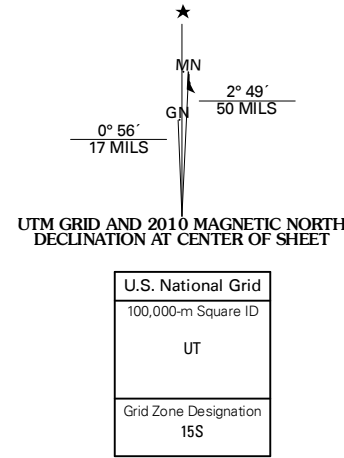 MN
2° 49´
50 MILS
GN
0° 56´
17 MILS
UTM GRID AND 2010 MAGNETIC NORTH
DECLINATION AT CENTER OF SHEET
U.S. National Grid
100,000-m Square ID
UT
Grid Zone Designation
15S